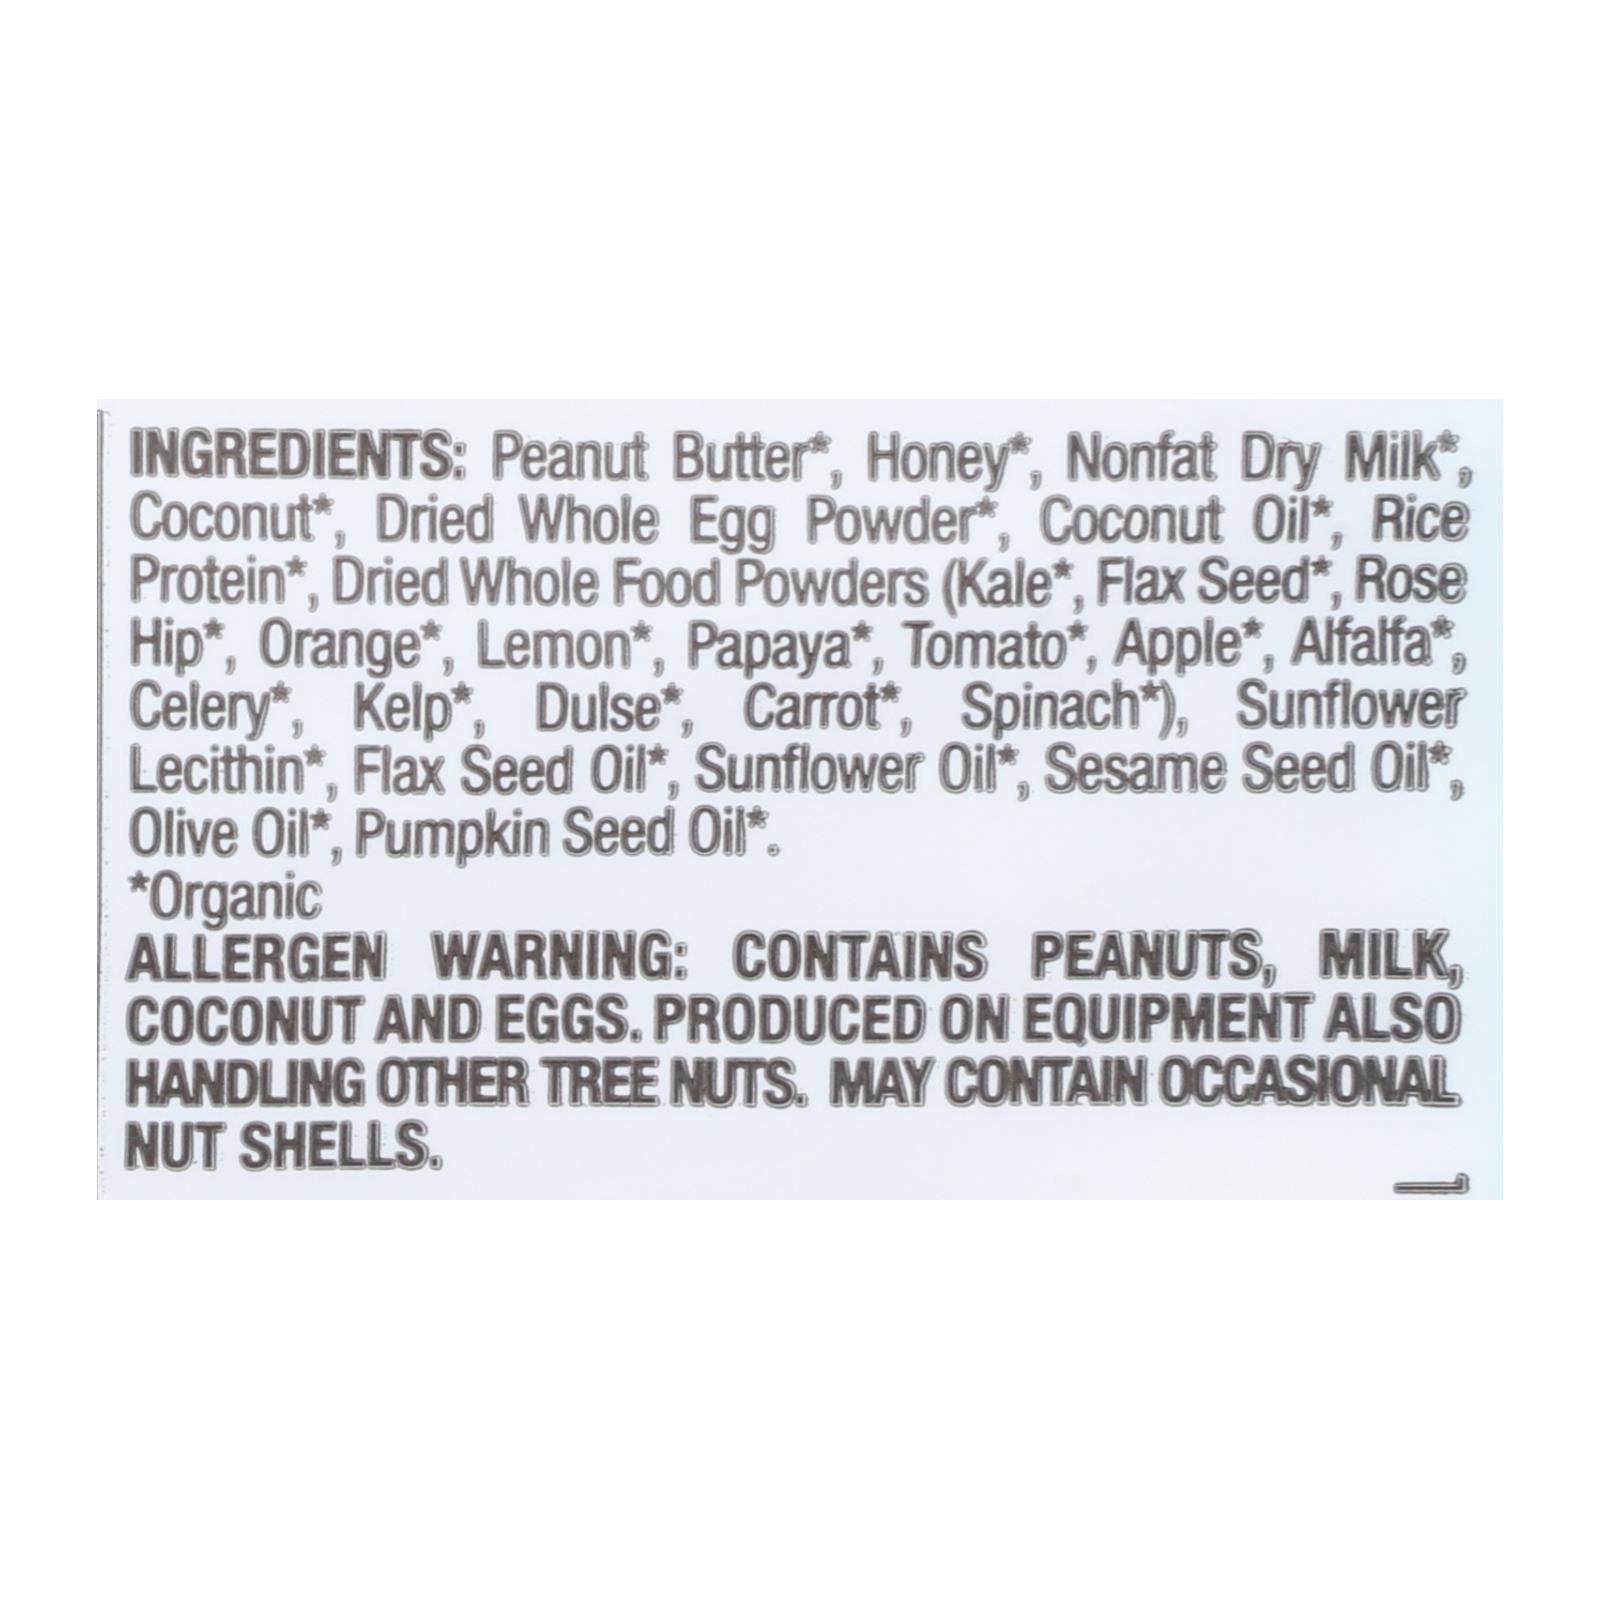 INGREDIENTS: Peanut Butter*, Honey*, Nonfat Dry Milk*,
Coconut*, Dried Whole Egg Powder*, Coconut Oil*, Rice
Protein*, Dried Whole Food Powders (Kale*, Flax Seed*, Rose
Hip*, Orange*, Lemon*, Papaya*, Tomato*, Apple*, Alfalfa*,
Celery*, Kelp*, Dulse*, Carrot*, Spinach*), Sunflower
Lecithin*, Flax Seed Oil*, Sunflower Oil*, Sesame Seed Oil*,
Olive Oil*, Pumpkin Seed Oil*.
*Organic
ALLERGEN WARNING: CONTAINS PEANUTS, MILK,
COCONUT AND EGGS. PRODUCED ON EQUIPMENT ALSO
HANDLING OTHER TREE NUTS. MAY CONTAIN OCCASIONAL
NUT SHELLS.